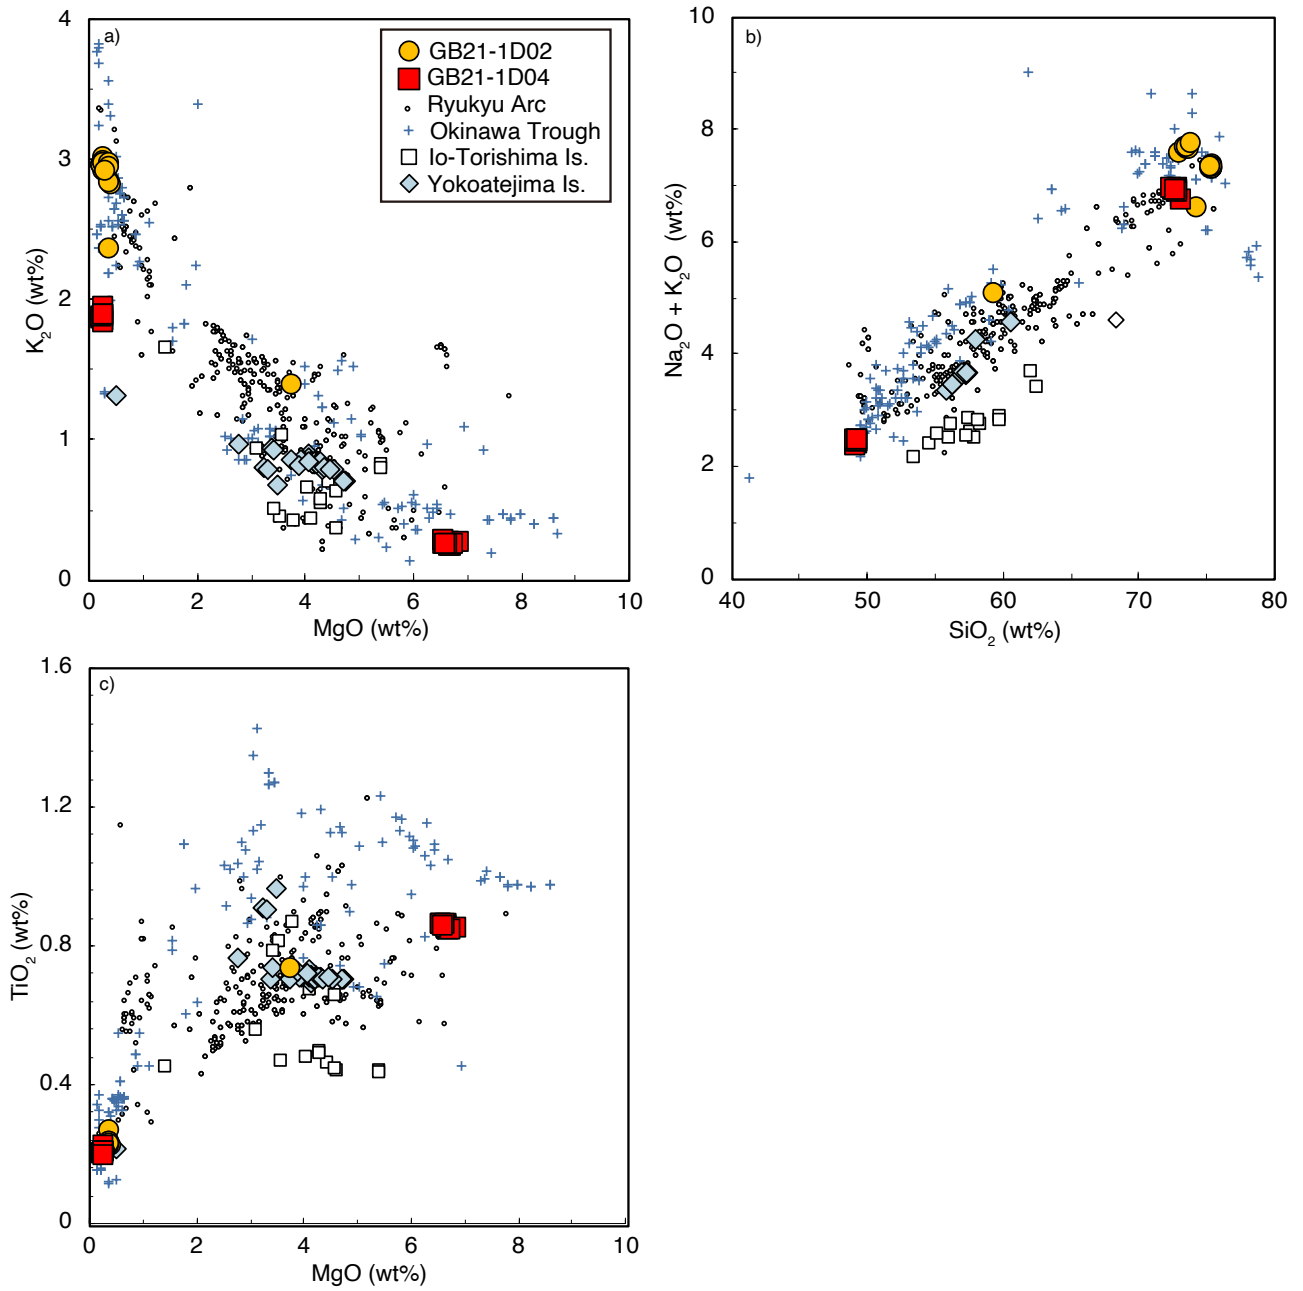 a)
GB21-1D02
GB21-1D04
Ryukyu Arc
Okinawa Trough
Io-Torishima Is.
Yokoatejima Is.
4
3
2
1
0
K₂O (wt%)
0 2 4 6 8 10
MgO (wt%)
b)
10
8
6
4
2
0
Na₂O + K₂O (wt%)
40 50 60 70 80
SiO₂ (wt%)
c)
1.6
1.2
0.8
0.4
0
TiO₂ (wt%)
0 2 4 6 8 10
MgO (wt%)